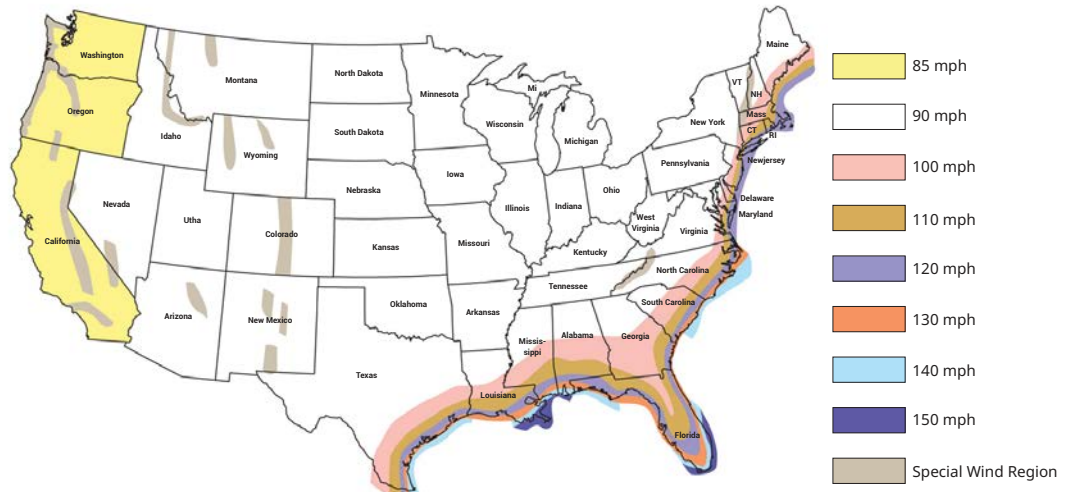 Washington
Oregon
California
Nevada
Idaho
Montana
Wyoming
Utha
Colorado
Arizona
New Mexico
North Dakota
South Dakota
Nebraska
Kansas
Oklahoma
Texas
Minnesota
Iowa
Missouri
Arkansas
Louisiana
Wisconsin
Illinois
Mi
Michigan
Indiana
Ohio
Kentucky
Tennessee
Missis-
sippi
Alabama
Georgia
Florida
South Carolina
North Carolina
Virginia
West
Virginia
Pennsylvania
New York
Maine
VT
NH
Mass
CT
RI
Newjersey
Delaware
Maryland
85 mph
90 mph
100 mph
110 mph
120 mph
130 mph
140 mph
150 mph
Special Wind Region